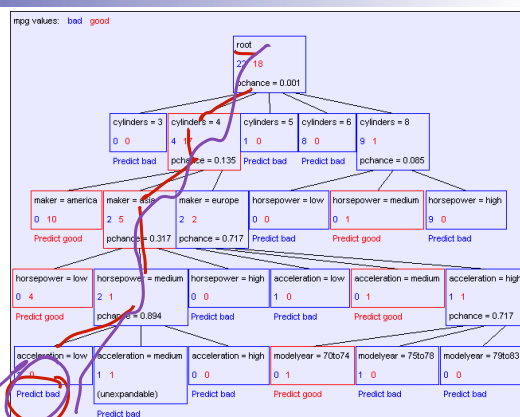 mpg values: bad good
root
22 18
pchance = 0.001
cylinders = 3 cylinders = 4 cylinders = 5 cylinders = 6 cylinders = 8
0 0 4 1 0 8 0 9 1
Predict bad pchance = 0.135 Predict bad Predict bad pchance = 0.085
maker = america maker = asia maker = europe horsepower = low horsepower = medium horsepower = high
0 10 2 5 2 2 0 0 0 1 9 0
Predict good pchance = 0.317 pchance = 0.717 Predict bad Predict good Predict bad
horsepower = low horsepower = medium horsepower = high acceleration = low acceleration = medium acceleration = high
0 4 2 1 0 0 1 0 0 1 1 1
Predict good pchance = 0.894 Predict bad Predict bad Predict good pchance = 0.717
acceleration = low acceleration = medium acceleration = high modelyear = 70to74 modelyear = 75to78 modelyear = 79to83
0 1 1 0 0 0 1 1 0 0 0
Predict bad (unexpandable) Predict bad Predict good Predict bad Predict bad
Predict bad